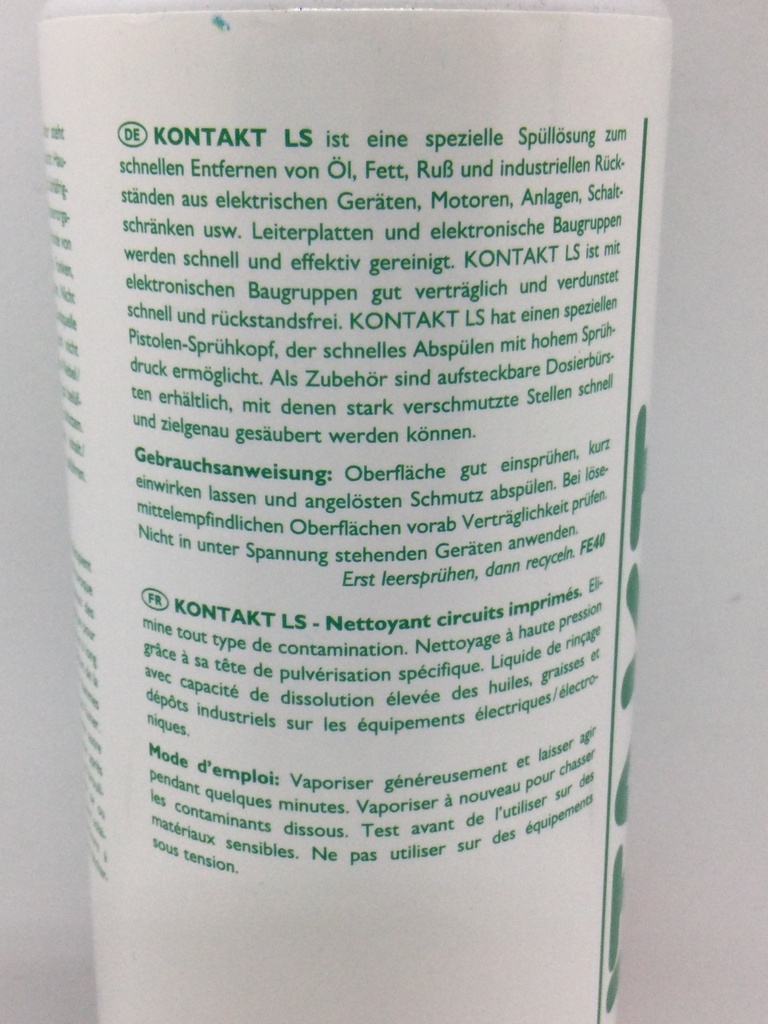 DE KONTAKT LS ist eine spezielle Spüllösung zum
schnellen Entfernen von Öl, Fett, Ruß und industriellen Rück-
ständen aus elektrischen Geräten, Motoren, Anlagen, Schalt-
schränken usw. Leiterplatten und elektronische Baugruppen
werden schnell und effektiv gereinigt. KONTAKT LS ist mit
elektronischen Baugruppen gut verträglich und verdunstet
schnell und rückstandsfrei. KONTAKT LS hat einen speziellen
Pistolen-Sprühkopf, der schnelles Abspülen mit hohem Sprüh-
druck ermöglicht. Als Zubehör sind aufsteckbare Dosierbürs-
ten erhältlich, mit denen stark verschmutzte Stellen schnell
und zielgenau gesäubert werden können.
Gebrauchsanweisung: Oberfläche gut einsprühen, kurz
einwirken lassen und angelösten Schmutz abspülen. Bei löse-
mittelempfindlichen Oberflächen vorab Verträglichkeit prüfen.
Nicht in unter Spannung stehenden Geräten anwenden.
Erst leersprühen, dann recyceln. FE40
FR KONTAKT LS - Nettoyant circuits imprimés. Eli-
mine tout type de contamination. Nettoyage à haute pression
grâce à sa tête de pulvérisation spécifique. Liquide de rinçage
avec capacité de dissolution élevée des huiles, graisses et
dépôts industriels sur les équipements électriques/électro-
niques.
Mode d'emploi: Vaporiser généreusement et laisser agir
pendant quelques minutes. Vaporiser à nouveau pour chasser
les contaminants dissous. Test avant de l'utiliser sur des
matériaux sensibles. Ne pas utiliser sur des équipements
sous tension.